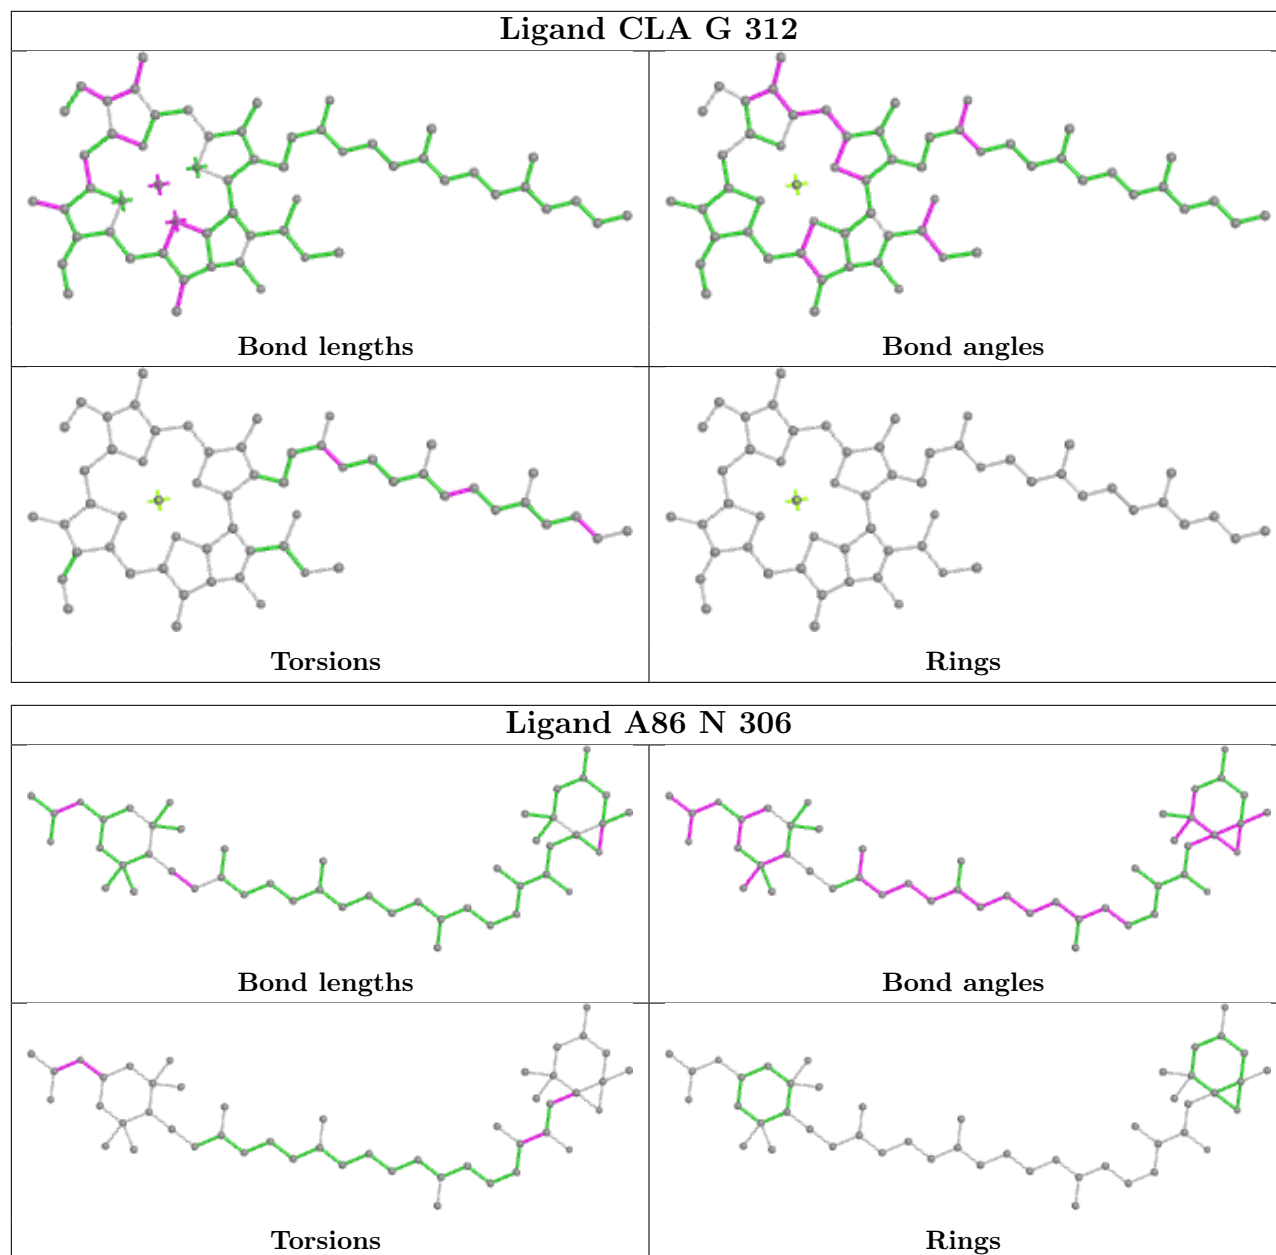 Ligand CLA G 312
Bond lengths
Bond angles
Torsions
Rings
Ligand A86 N 306
Bond lengths
Bond angles
Torsions
Rings